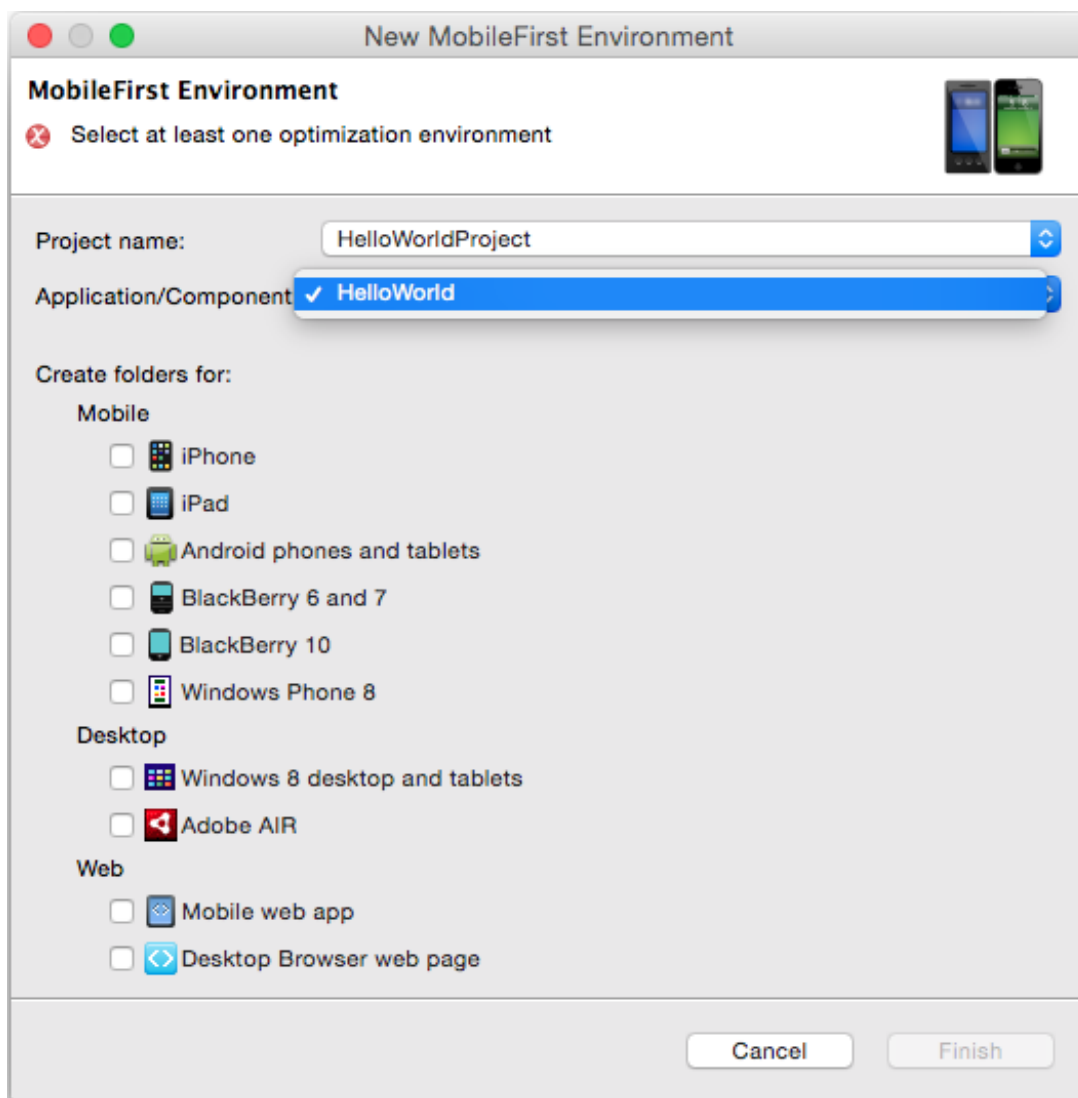 New MobileFirst Environment
MobileFirst Environment
Select at least one optimization environment
Project name:
HelloWorldProject
Application/Component
✓ HelloWorld
Create folders for:
Mobile
iPhone
iPad
Android phones and tablets
BlackBerry 6 and 7
BlackBerry 10
Windows Phone 8
Desktop
Windows 8 desktop and tablets
Adobe AIR
Web
Mobile web app
Desktop Browser web page
Cancel
Finish